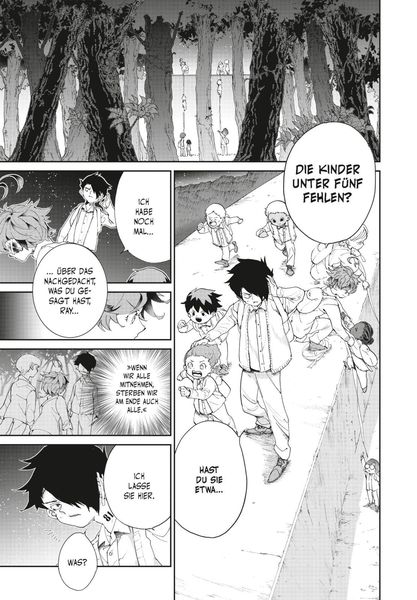 DIE KINDER
UNTER FÜNF
FEHLEN?
HAST
DU SIE
ETWA...
ICH
HABE
NOCH
MAL...
... ÜBER DAS
NACHGEDACHT,
WAS DU GE-
SAGT HAST,
RAY...
»WENN
WIR ALLE
MITNEHMEN,
STERBEN WIR
AM ENDE AUCH
ALLE.«
ICH
LASSE
SIE HIER.
WAS?